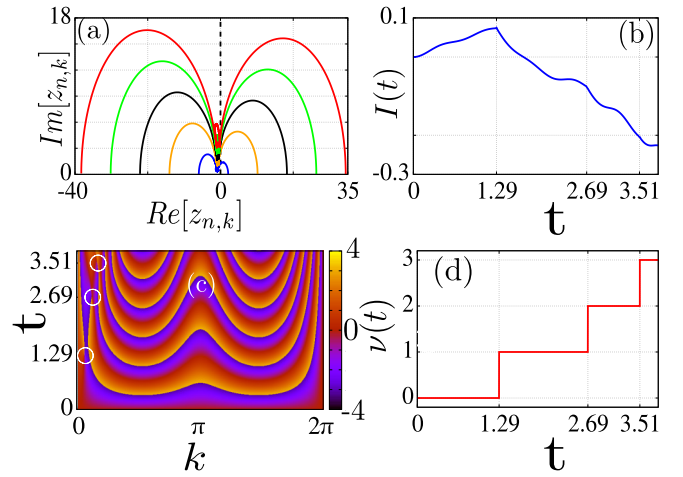 (a)
Im[z_{n,k}]
18
12
6
0
-40 0 35
Re[z_{n,k}]
(b)
I(t)
0.1
-0.3
0 1.29 2.69 3.51
t
(c)
t
3.51
2.69
1.29
0
0 π 2π
k
4
0
-4
(d)
ν(t)
3
2
1
0
0 1.29 2.69 3.51
t